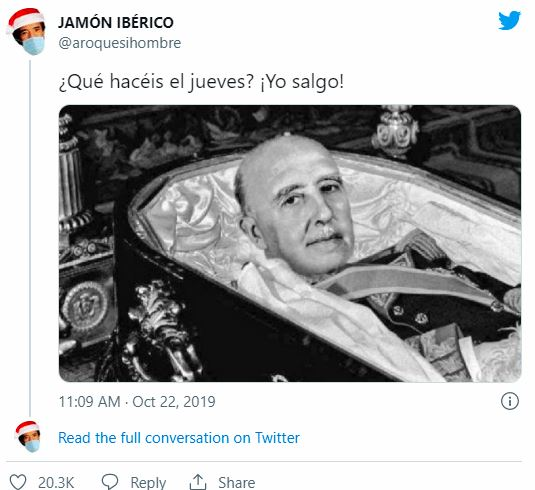 JAMÓN IBÉRICO
@aroquesihombre
¿Qué hacéis el jueves? ¡Yo salgo!
11:09 AM · Oct 22, 2019
Read the full conversation on Twitter
20.3K Reply Share